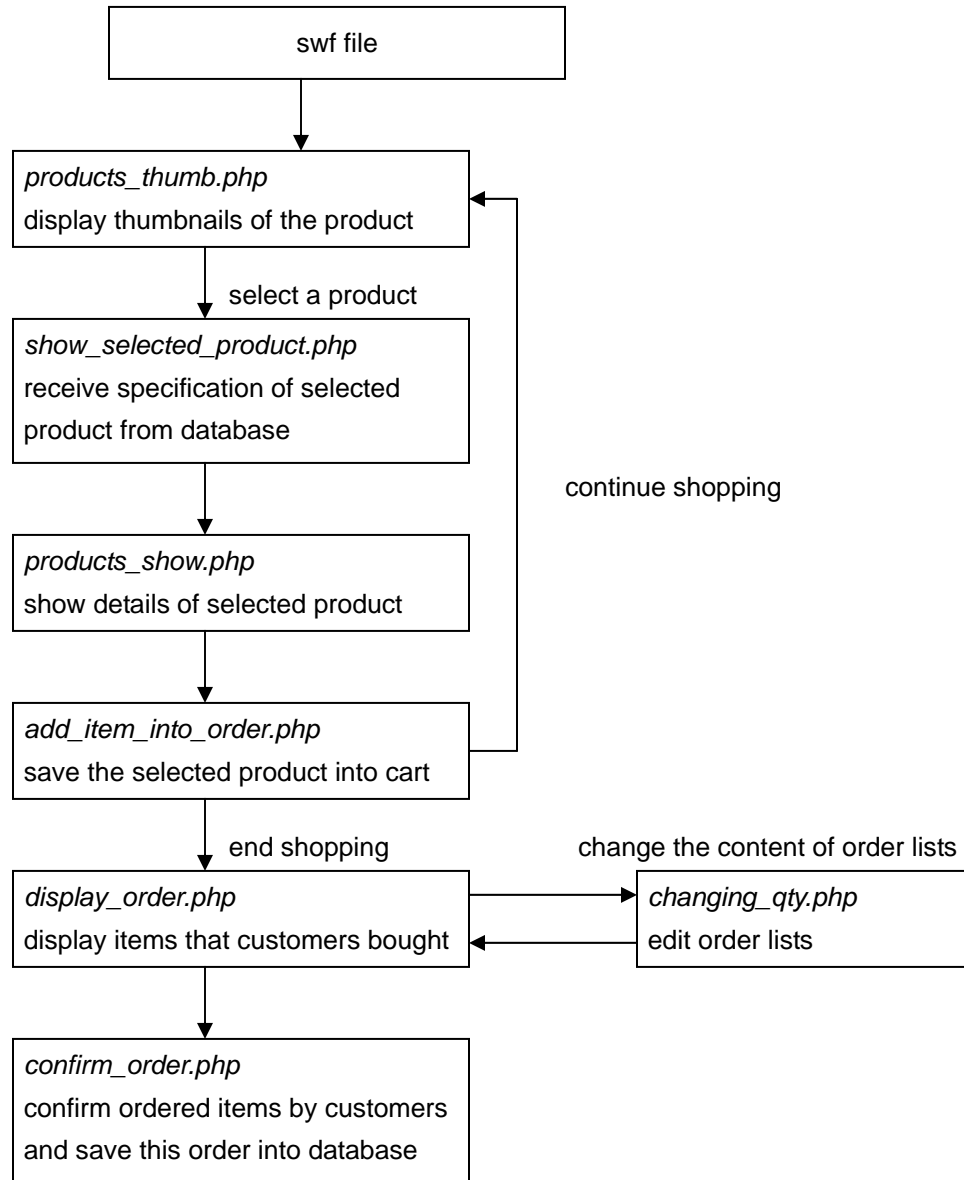 swf file
products_thumb.php
display thumbnails of the product
select a product
show_selected_product.php
receive specification of selected
product from database
continue shopping
products_show.php
show details of selected product
add_item_into_order.php
save the selected product into cart
end shopping
change the content of order lists
display_order.php
display items that customers bought
changing_qty.php
edit order lists
confirm_order.php
confirm ordered items by customers
and save this order into database